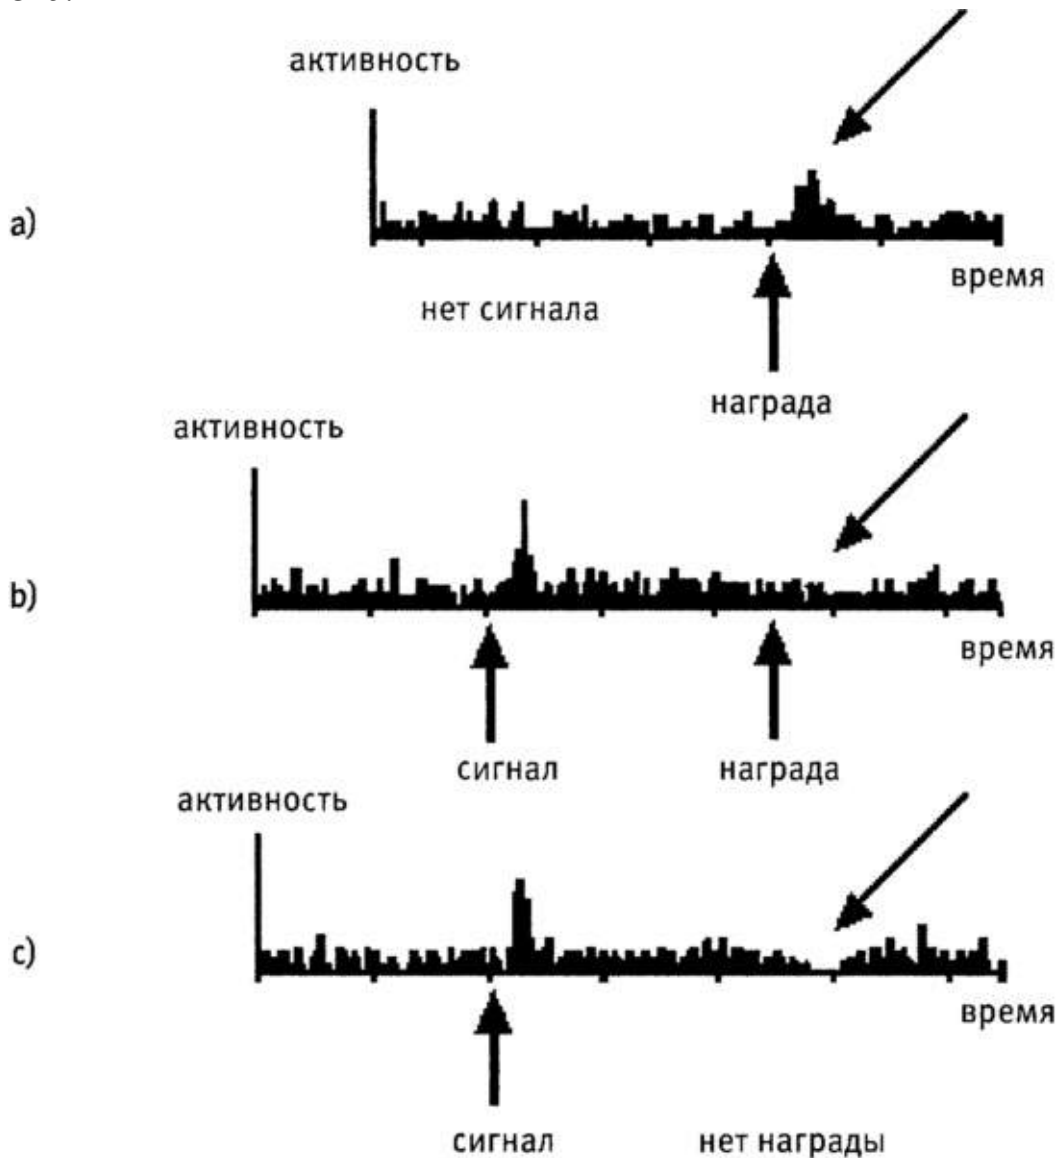 активность
a)
время
нет сигнала
награда
активность
b)
время
сигнал
награда
активность
c)
время
сигнал
нет награды